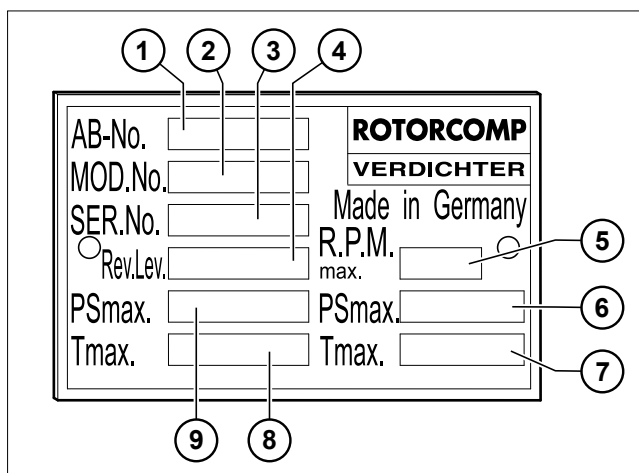 1 2 3 4
AB-No. ROTORCOMP
MOD.No. VERDICHTER
SER.No. Made in Germany
Rev.Lev. R.P.M. max. 5
PSmax. PSmax. 6
Tmax. Tmax. 7
9 8